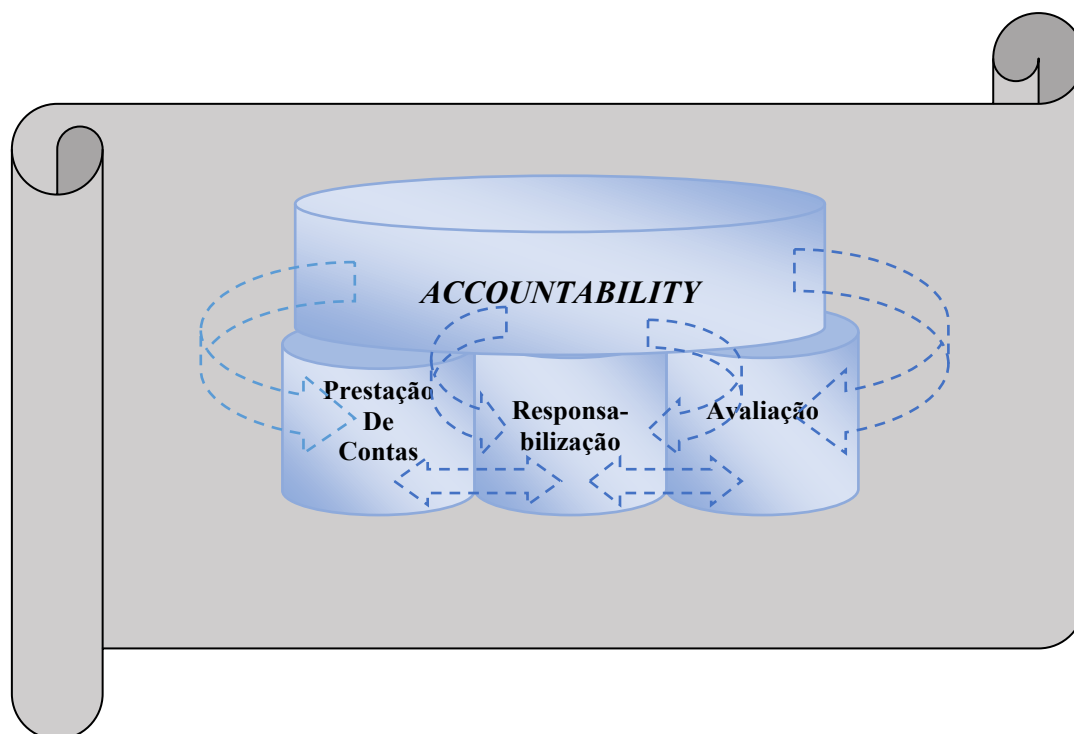 ACCOUNTABILITY
Prestação
De
Contas
Responsa-
bilização
Avaliação